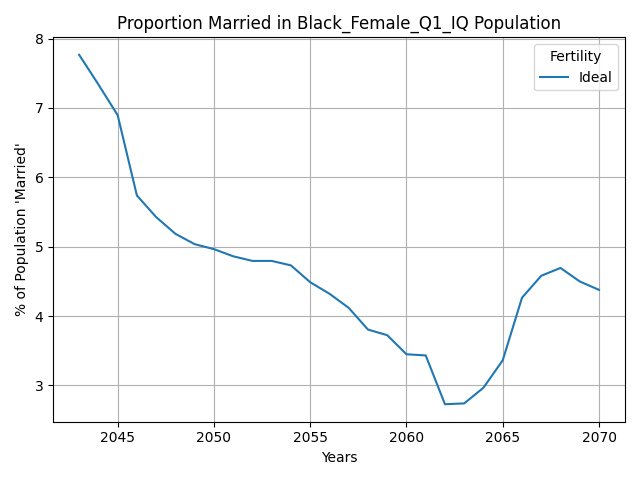 Proportion Married in Black_Female_Q1_IQ Population
% of Population 'Married'
8
7
6
5
4
3
Fertility
Ideal
2045 2050 2055 2060 2065 2070
Years